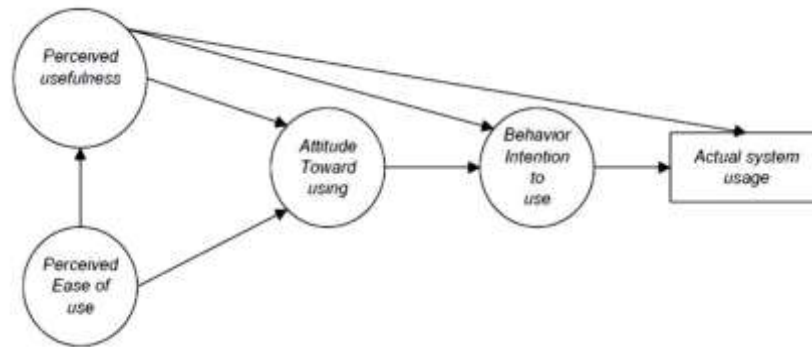 Perceived
usefulness
Attitude
Toward
using
Behavior
Intention
to
use
Actual system
usage
Perceived
Ease of
use